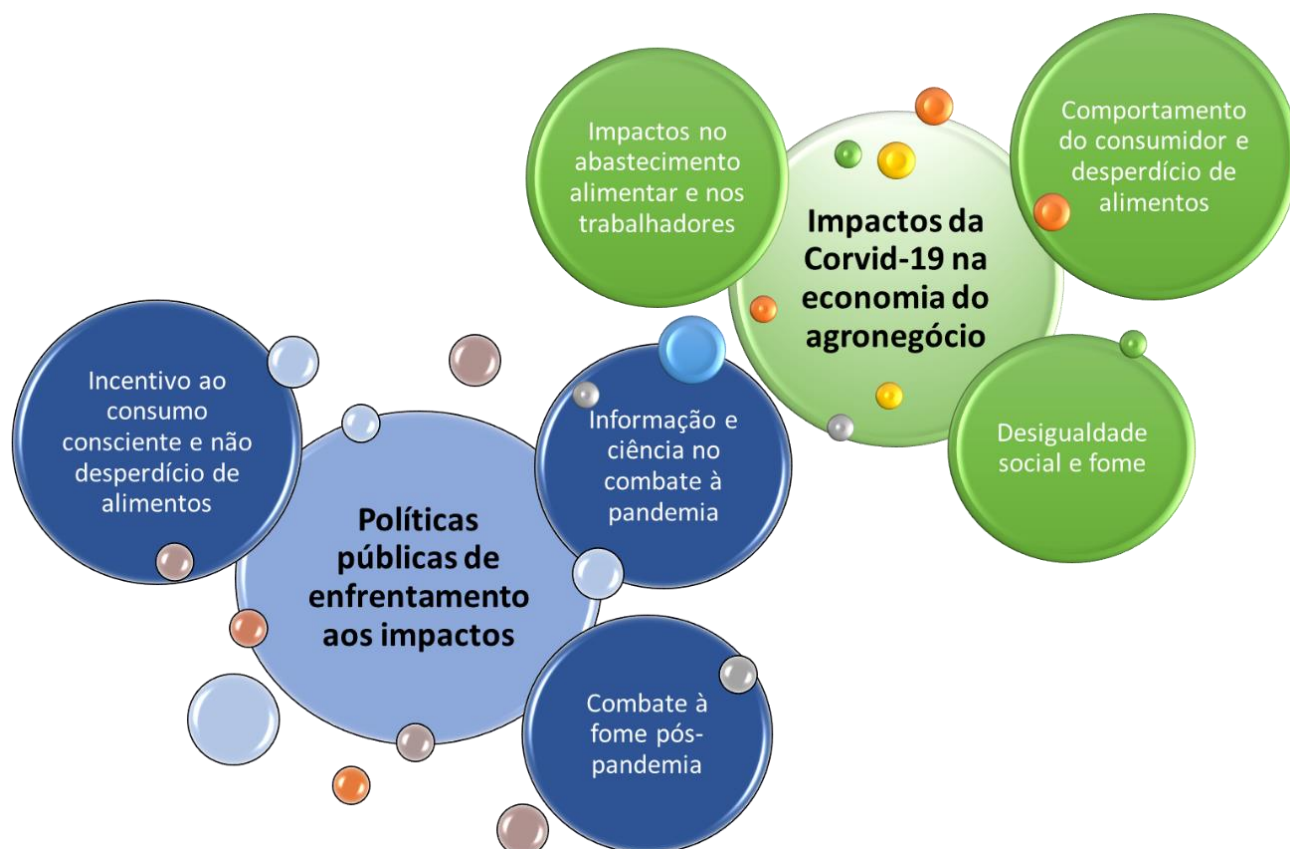 Impactos no
abastecimento
alimentar e nos
trabalhadores
Impactos da
Corvid-19 na
economia do
agronegócio
Comportamento
do consumidor e
desperdício de
alimentos
Desigualdade
social e fome
Incentivo ao
consumo
consciente e não
desperdício de
alimentos
Políticas
públicas de
enfrentamento
aos impactos
Informação e
ciência no
combate à
pandemia
Combate à
fome pós-
pandemia